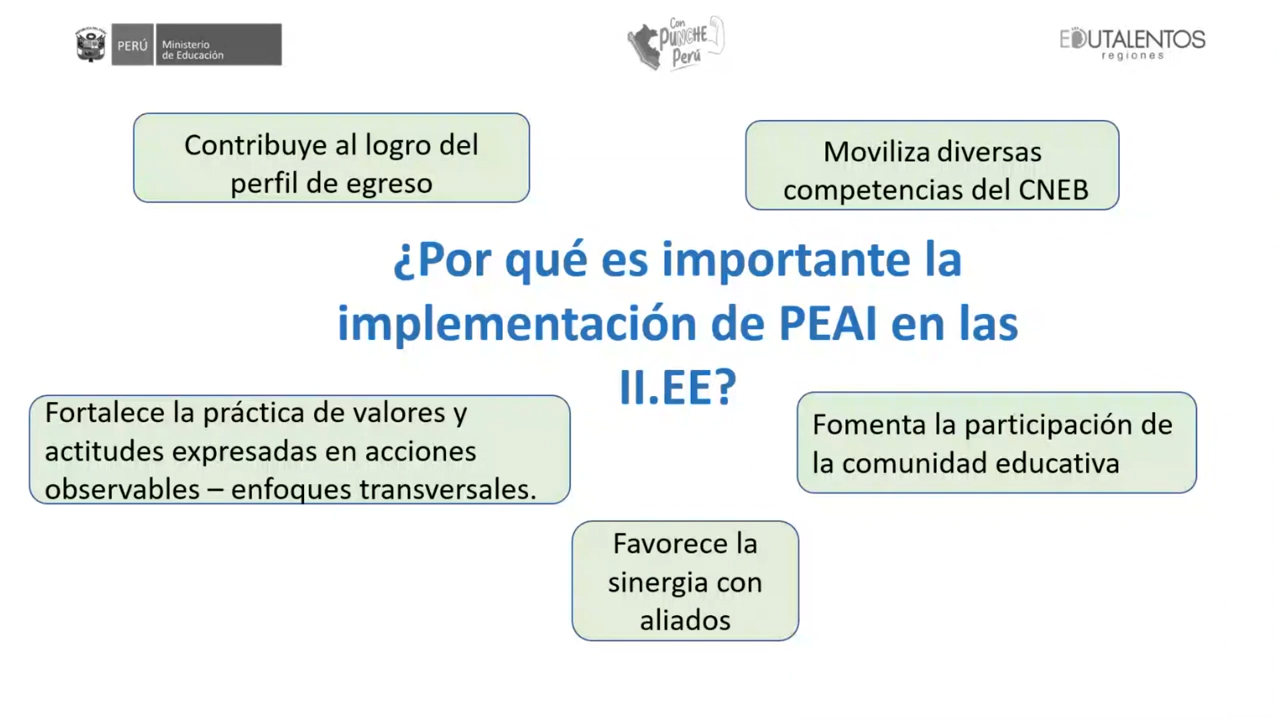 PERÚ
Ministerio
de Educación
Con
PUNCHE
Perú
EDUTALENTOS
regiones
Contribuye al logro del
perfil de egreso
Moviliza diversas
competencias del CNEB
¿Por qué es importante la
implementación de PEAI en las
II.EE?
Fortalece la práctica de valores y
actitudes expresadas en acciones
observables – enfoques transversales.
Fomenta la participación de
la comunidad educativa
Favorece la
sinergia con
aliados